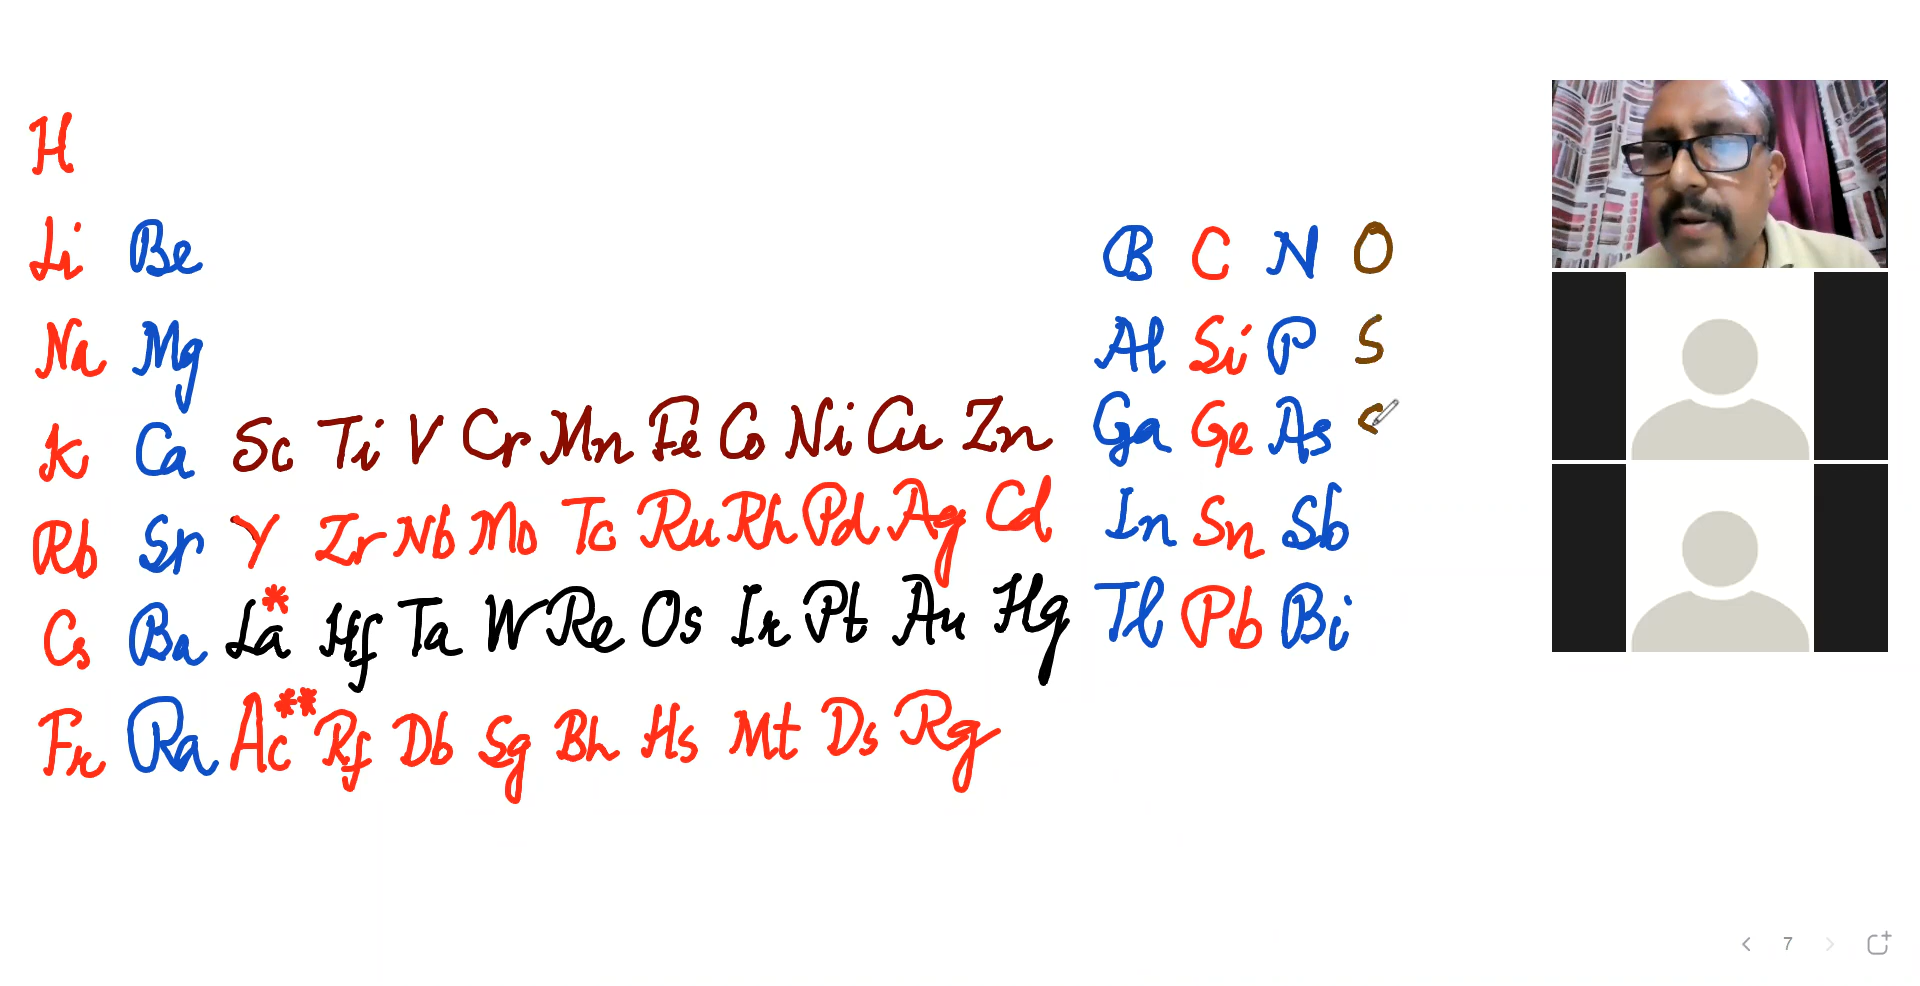 H
Li Be B C N O
Na Mg Al Si P S
K Ca Sc Ti V Cr Mn Fe Co Ni Cu Zn Ga Ge As
Rb Sr Y Zr Nb Mo Tc Ru Rh Pd Ag Cd In Sn Sb
Cs Ba La* Hf Ta W Re Os Ir Pt Au Hg Tl Pb Bi
Fr Ra Ac** Rf Db Sg Bh Hs Mt Ds Rg
7